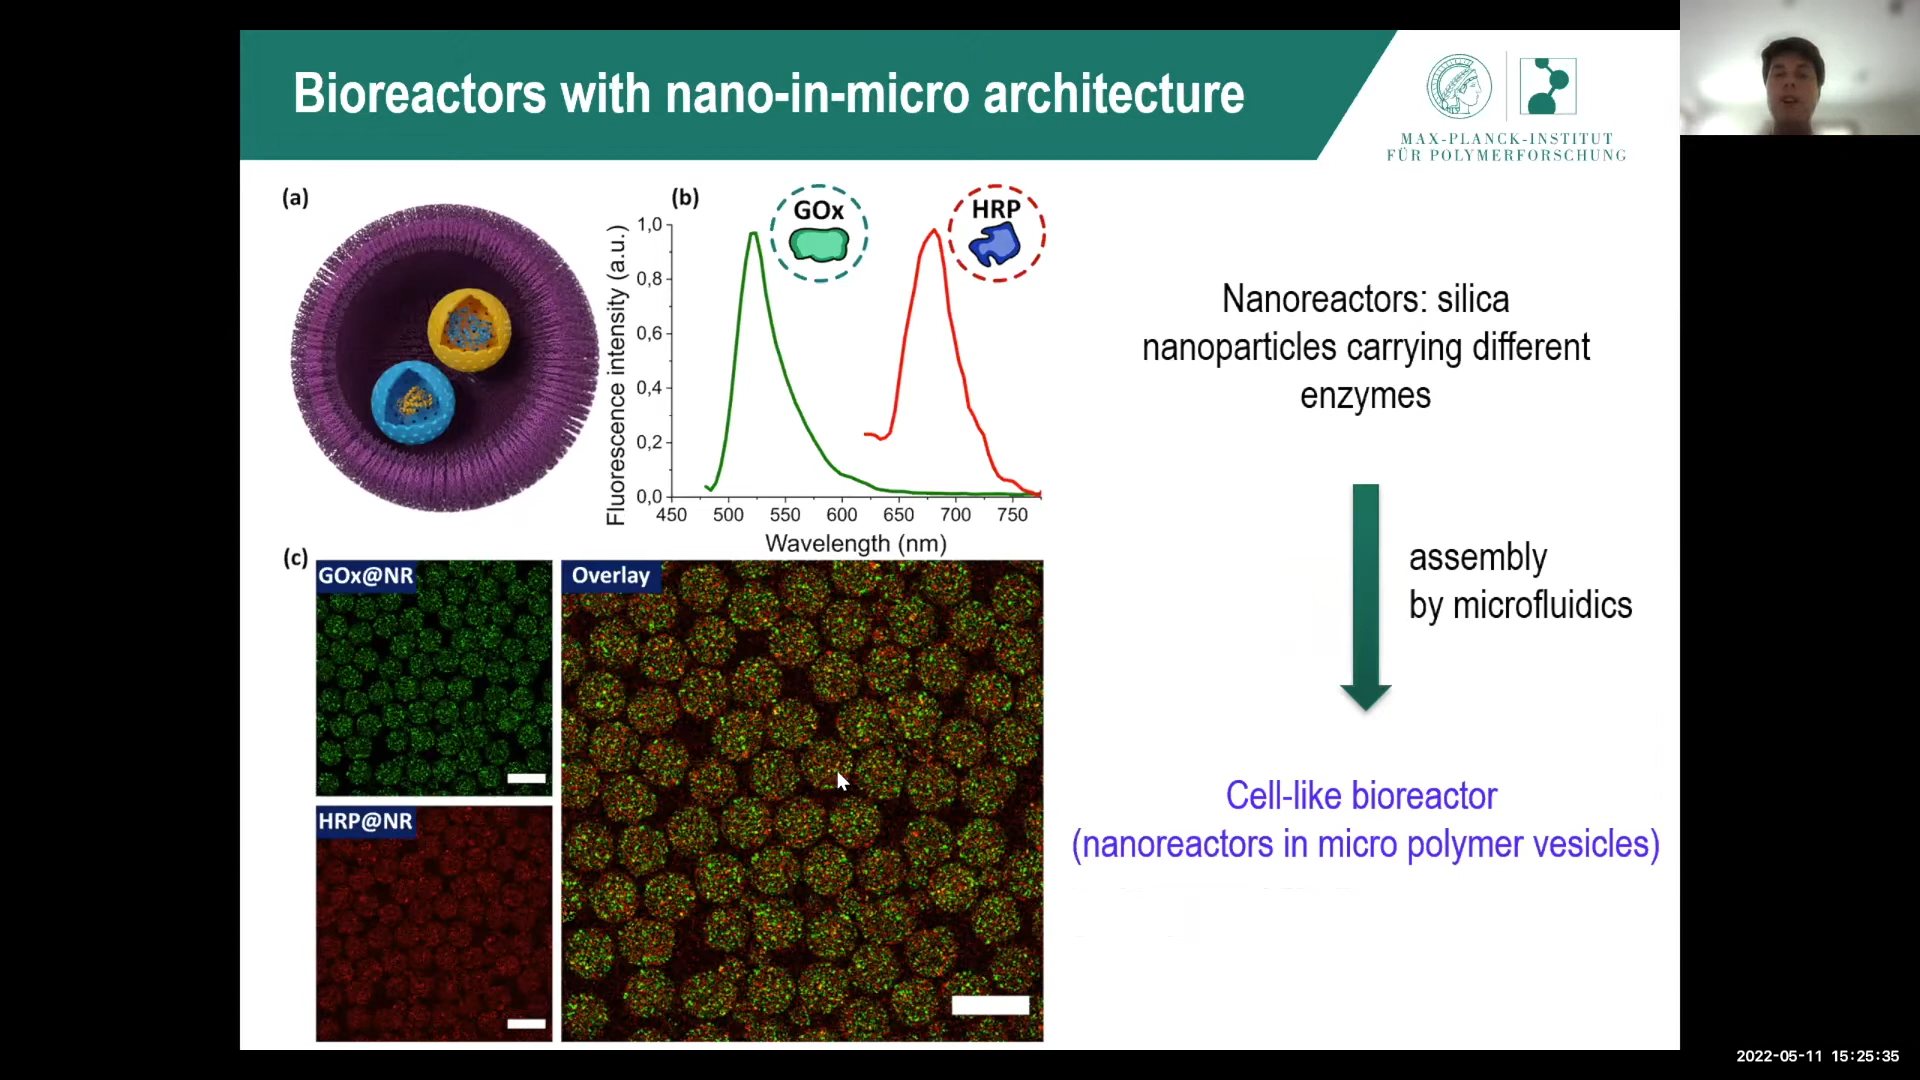 Bioreactors with nano-in-micro architecture
MAX-PLANCK-INSTITUT
FÜR POLYMERFORSCHUNG
(a)
(b)
GOx
HRP
Fluorescence intensity (a.u.)
1,0
0,8
0,6
0,4
0,2
0,0
450 500 550 600 650 700 750
Wavelength (nm)
(c)
GOx@NR
HRP@NR
Overlay
Nanoreactors: silica
nanoparticles carrying different
enzymes
assembly
by microfluidics
Cell-like bioreactor
(nanoreactors in micro polymer vesicles)
2022-05-11 15:25:35